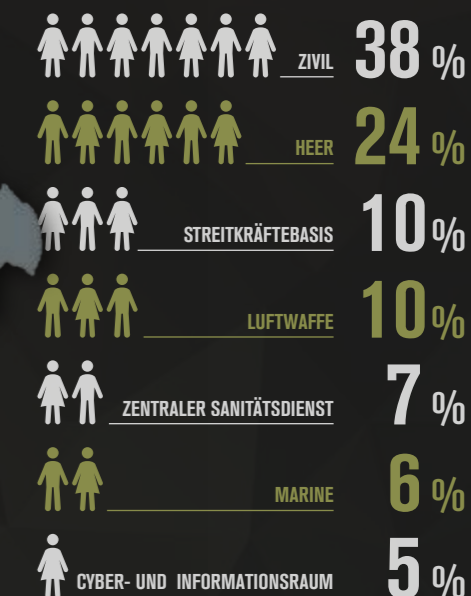 ZIVIL 38 %
HEER 24 %
STREITKRÄFTEBASIS 10 %
LUFTWAFFE 10 %
ZENTRALER SANITÄTSDIENST 7 %
MARINE 6 %
CYBER- UND INFORMATIONSRAUM 5 %